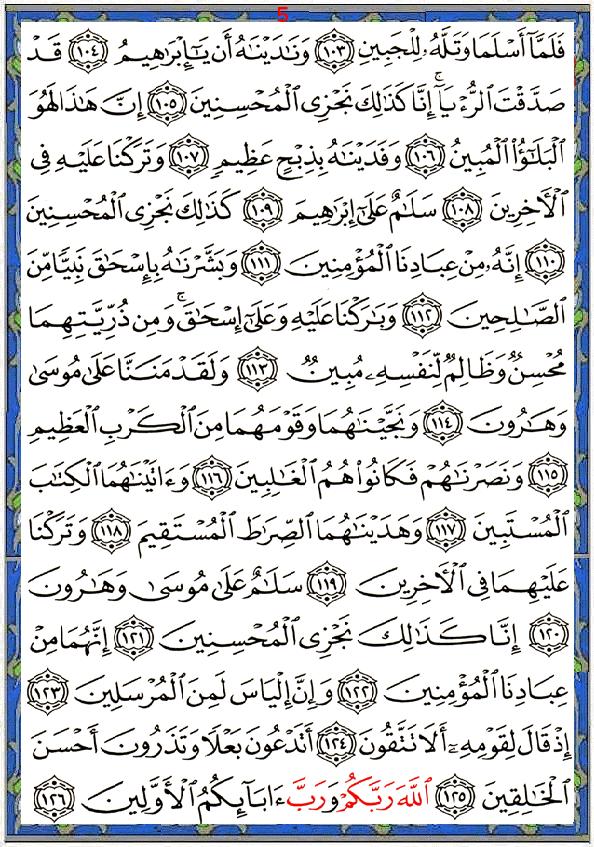 5
فَلَمَّآ أَسْلَمَا وَتَلَّهُۥ لِلْجَبِينِ ١٠٣ وَنَٰدَيْنَٰهُ أَن يَٰٓإِبْرَٰهِيمُ ١٠٤ قَدْ
صَدَّقْتَ ٱلرُّءْيَآ ۚ إِنَّا كَذَٰلِكَ نَجْزِى ٱلْمُحْسِنِينَ ١٠٥ إِنَّ هَٰذَا لَهُوَ
ٱلْبَلَٰٓؤُا۟ ٱلْمُبِينُ ١٠٦ وَفَدَيْنَٰهُ بِذِبْحٍ عَظِيمٍ ١٠٧ وَتَرَكْنَا عَلَيْهِ فِى
ٱلْءَاخِرِينَ ١٠٨ سَلَٰمٌ عَلَىٰٓ إِبْرَٰهِيمَ ١٠٩ كَذَٰلِكَ نَجْزِى ٱلْمُحْسِنِينَ
١١٠ إِنَّهُۥ مِنْ عِبَادِنَا ٱلْمُؤْمِنِينَ ١١١ وَبَشَّرْنَٰهُ بِإِسْحَٰقَ نَبِيًّا مِّنَ
ٱلصَّٰلِحِينَ ١١٢ وَبَٰرَكْنَا عَلَيْهِ وَعَلَىٰٓ إِسْحَٰقَ ۚ وَمِن ذُرِّيَّتِهِمَا
مُحْسِنٌ وَظَالِمٌ لِّنَفْسِهِۦ مُبِينٌ ١١٣ وَلَقَدْ مَنَنَّا عَلَىٰ مُوسَىٰ
وَهَٰرُونَ ١١٤ وَنَجَّيْنَٰهُمَا وَقَوْمَهُمَا مِنَ ٱلْكَرْبِ ٱلْعَظِيمِ
١١٥ وَنَصَرْنَٰهُمْ فَكَانُوا۟ هُمُ ٱلْغَٰلِبِينَ ١١٦ وَءَاتَيْنَٰهُمَا ٱلْكِتَٰبَ
ٱلْمُسْتَبِينَ ١١٧ وَهَدَيْنَٰهُمَا ٱلصِّرَٰطَ ٱلْمُسْتَقِيمَ ١١٨ وَتَرَكْنَا
عَلَيْهِمَا فِى ٱلْءَاخِرِينَ ١١٩ سَلَٰمٌ عَلَىٰ مُوسَىٰ وَهَٰرُونَ
١٢٠ إِنَّا كَذَٰلِكَ نَجْزِى ٱلْمُحْسِنِينَ ١٢١ إِنَّهُمَا مِنْ
عِبَادِنَا ٱلْمُؤْمِنِينَ ١٢٢ وَإِنَّ إِلْيَاسَ لَمِنَ ٱلْمُرْسَلِينَ ١٢٣
إِذْ قَالَ لِقَوْمِهِۦٓ أَلَا تَتَّقُونَ ١٢٤ أَتَدْعُونَ بَعْلًا وَتَذَرُونَ أَحْسَنَ
ٱلْخَٰلِقِينَ ١٢٥ ٱللَّهَ رَبَّكُمْ وَرَبَّ ءَابَآئِكُمُ ٱلْأَوَّلِينَ ١٢٦